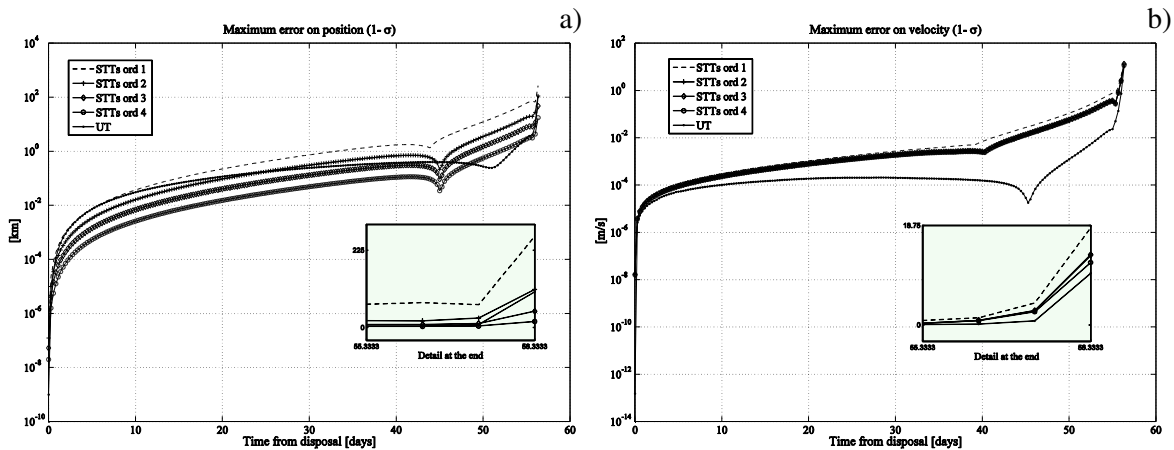 a)
Maximum error on position (1- σ)
10^4
10^2
10^0
10^-2
10^-4
10^-6
10^-8
10^-10
[km]
STTs ord 1
STTs ord 2
STTs ord 3
STTs ord 4
UT
225
0
55.3333
56.3333
Detail at the end
0 10 20 30 40 50 60
Time from disposal [days]
b)
Maximum error on velocity (1- σ)
10^2
10^0
10^-2
10^-4
10^-6
10^-8
10^-10
10^-12
10^-14
[m/s]
STTs ord 1
STTs ord 2
STTs ord 3
STTs ord 4
UT
18.75
0
55.3333
56.3333
Detail at the end
0 10 20 30 40 50 60
Time from disposal [days]